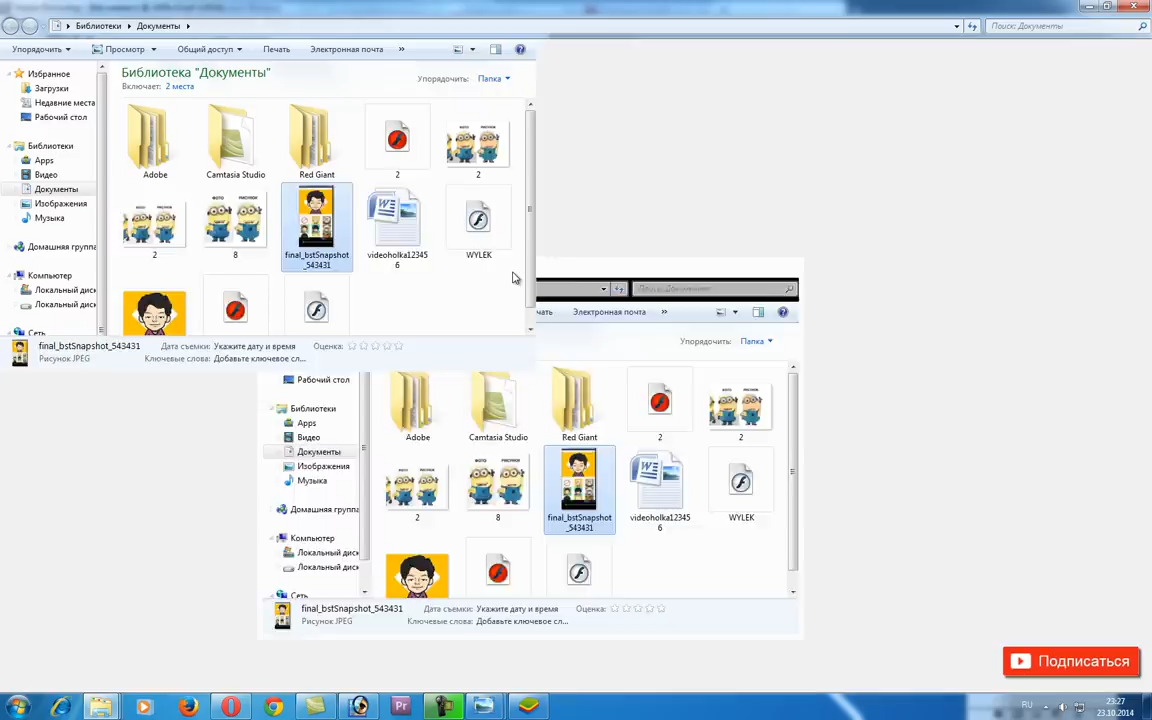 Библиотеки ▸ Документы ▸
Поиск: Документы
Упорядочить Просмотр Общий доступ Печать Электронная почта »
Избранное
Загрузки
Недавние места
Рабочий стол
Библиотеки
Apps
Видео
Документы
Изображения
Музыка
Домашняя группа
Компьютер
Локальный диск
Локальный диск
Сеть
Библиотека "Документы"
Включает: 2 места
Упорядочить: Папка
Adobe
Camtasia Studio
Red Giant
2
2
ФОТО РИСУНОК
2
8
final_bstSnapshot
_543431
videoholka12345
6
WYLEK
final_bstSnapshot_543431
Рисунок JPEG
Дата съемки: Укажите дату и время
Оценка:
Ключевые слова: Добавьте ключевое сл...
Поиск: Документы
чать Электронная почта »
Упорядочить: Папка
Рабочий стол
Библиотеки
Apps
Видео
Документы
Изображения
Музыка
Домашняя группа
Компьютер
Локальный диск
Локальный диск
Сеть
Adobe
Camtasia Studio
Red Giant
2
2
2
8
final_bstSnapshot
_543431
videoholka12345
6
WYLEK
final_bstSnapshot_543431
Рисунок JPEG
Дата съемки: Укажите дату и время
Оценка:
Ключевые слова: Добавьте ключевое сл...
Подписаться
Pr
RU
23:27
23.10.2014